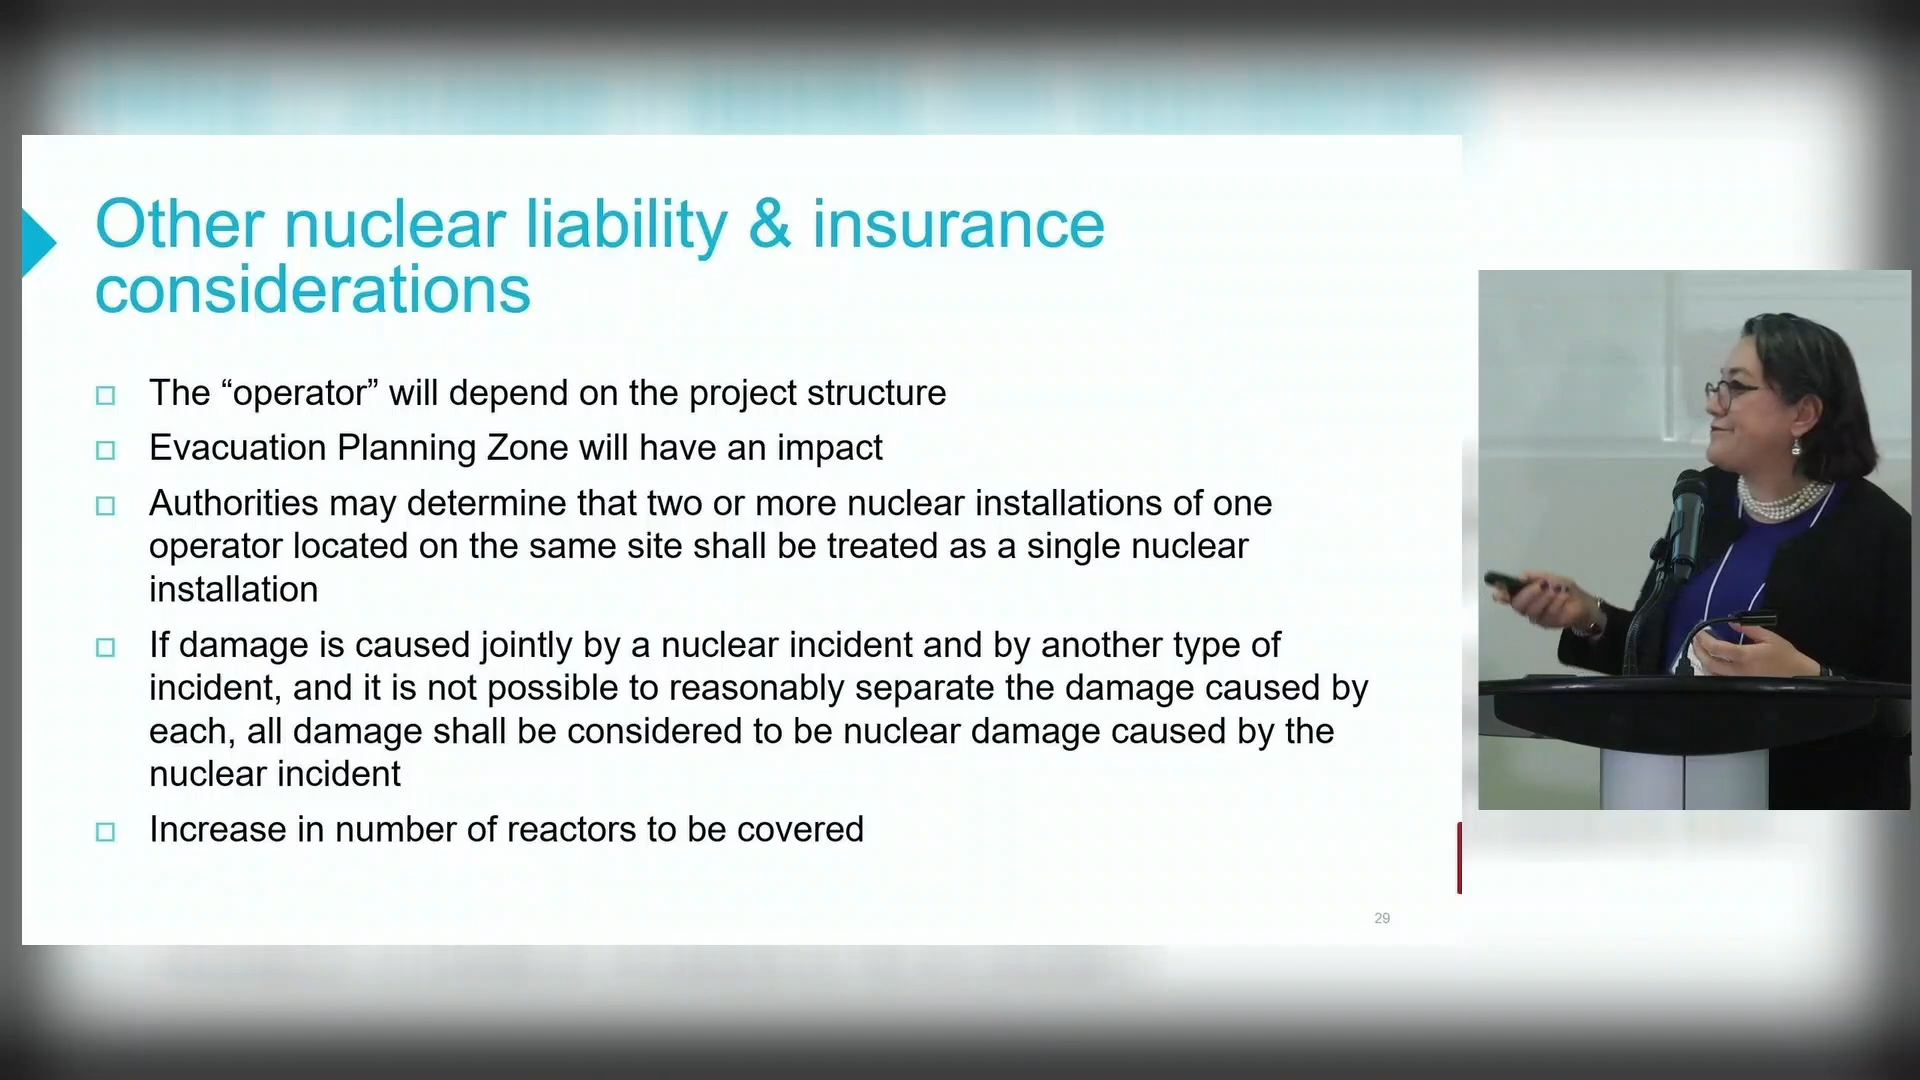 Other nuclear liability & insurance
considerations
The “operator” will depend on the project structure
Evacuation Planning Zone will have an impact
Authorities may determine that two or more nuclear installations of one
operator located on the same site shall be treated as a single nuclear
installation
If damage is caused jointly by a nuclear incident and by another type of
incident, and it is not possible to reasonably separate the damage caused by
each, all damage shall be considered to be nuclear damage caused by the
nuclear incident
Increase in number of reactors to be covered
29